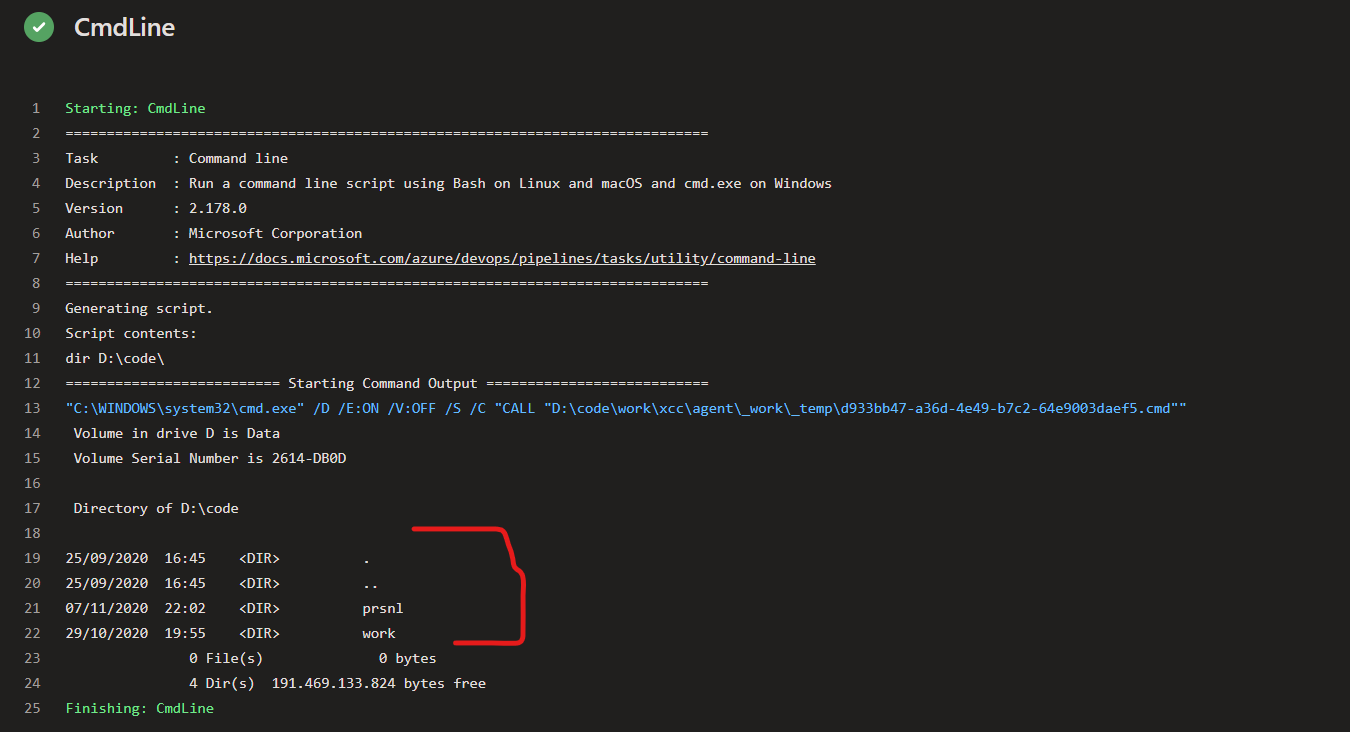 CmdLine
1 Starting: CmdLine
2 ==============================================================================
3 Task         : Command line
4 Description  : Run a command line script using Bash on Linux and macOS and cmd.exe on Windows
5 Version      : 2.178.0
6 Author       : Microsoft Corporation
7 Help         : https://docs.microsoft.com/azure/devops/pipelines/tasks/utility/command-line
8 ==============================================================================
9 Generating script.
10 Script contents:
11 dir D:\code\
12 ========================== Starting Command Output ===========================
13 "C:\WINDOWS\system32\cmd.exe" /D /E:ON /V:OFF /S /C "CALL "D:\code\work\xcc\agent\_work\_temp\d933bb47-a36d-4e49-b7c2-64e9003daef5.cmd""
14  Volume in drive D is Data
15  Volume Serial Number is 2614-DB0D
16
17  Directory of D:\code
18
19 25/09/2020  16:45    <DIR>          .
20 25/09/2020  16:45    <DIR>          ..
21 07/11/2020  22:02    <DIR>          prsnl
22 29/10/2020  19:55    <DIR>          work
23                0 File(s)              0 bytes
24                4 Dir(s)  191.469.133.824 bytes free
25 Finishing: CmdLine